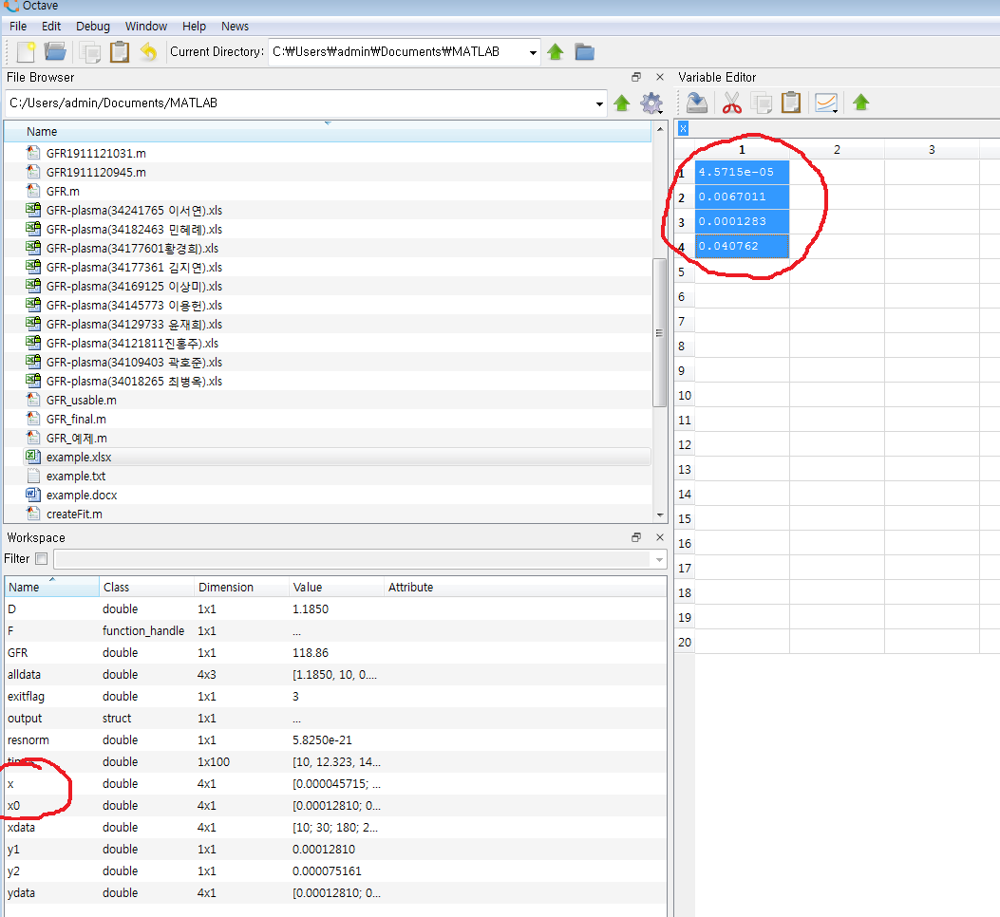 Octave
File Edit Debug Window Help News
Current Directory: C:₩Users₩admin₩Documents₩MATLAB
File Browser
C:/Users/admin/Documents/MATLAB
Name
GFR1911121031.m
GFR1911120945.m
GFR.m
GFR-plasma(34241765 이서연).xls
GFR-plasma(34182463 민혜례).xls
GFR-plasma(34177601황경희).xls
GFR-plasma(34177361 김지연).xls
GFR-plasma(34169125 이상미).xls
GFR-plasma(34145773 이용헌).xls
GFR-plasma(34129733 윤재희).xls
GFR-plasma(34121811진홍주).xls
GFR-plasma(34109403 곽호준).xls
GFR-plasma(34018265 최병옥).xls
GFR_usable.m
GFR_final.m
GFR_예제.m
example.xlsx
example.txt
example.docx
createFit.m
Workspace
Filter
Name Class Dimension Value Attribute
D double 1x1 1.1850
F function_handle 1x1 ...
GFR double 1x1 118.86
alldata double 4x3 [1.1850, 10, 0....
exitflag double 1x1 3
output struct 1x1 ...
resnorm double 1x1 5.8250e-21
double 1x100 [10, 12.323, 14...
x double 4x1 [0.000045715; ...
x0 double 4x1 [0.00012810; 0...
xdata double 4x1 [10; 30; 180; 2...
y1 double 1x1 0.00012810
y2 double 1x1 0.000075161
ydata double 4x1 [0.00012810; 0...
Variable Editor
x
1 2 3
1 4.5715e-05
2 0.0067011
3 0.0001283
4 0.040762
5
6
7
8
9
10
11
12
13
14
15
16
17
18
19
20